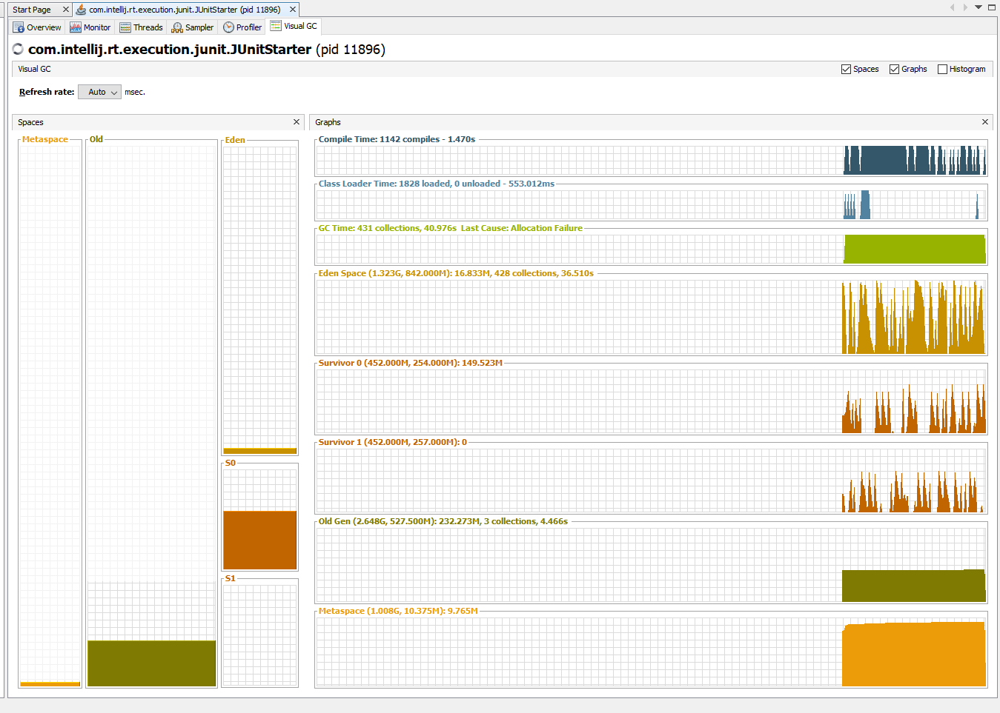 Start Page
com.intellij.rt.execution.junit.JUnitStarter (pid 11896)
Overview Monitor Threads Sampler Profiler Visual GC
com.intellij.rt.execution.junit.JUnitStarter (pid 11896)
Visual GC
Spaces Graphs Histogram
Refresh rate: Auto msec.
Spaces
Metaspace
Old
Eden
S0
S1
Graphs
Compile Time: 1142 compiles - 1.470s
Class Loader Time: 1828 loaded, 0 unloaded - 553.012ms
GC Time: 431 collections, 40.976s Last Cause: Allocation Failure
Eden Space (1.323G, 842.000M): 16.833M, 428 collections, 36.510s
Survivor 0 (452.000M, 254.000M): 149.523M
Survivor 1 (452.000M, 257.000M): 0
Old Gen (2.648G, 527.500M): 232.273M, 3 collections, 4.466s
Metaspace (1.008G, 10.375M): 9.765M